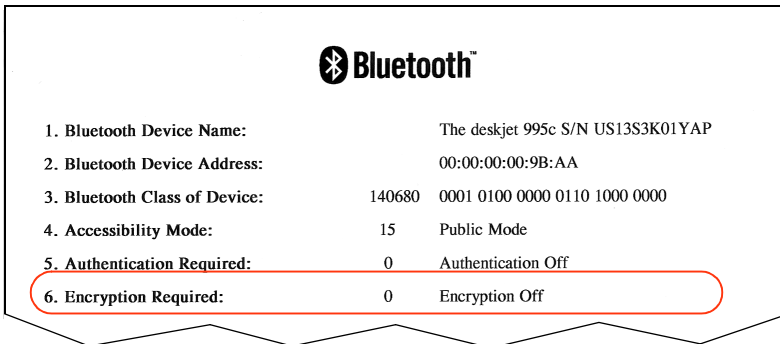 Bluetooth™
1. Bluetooth Device Name: The deskjet 995c S/N US13S3K01YAP
2. Bluetooth Device Address: 00:00:00:00:9B:AA
3. Bluetooth Class of Device: 140680 0001 0100 0000 0110 1000 0000
4. Accessibility Mode: 15 Public Mode
5. Authentication Required: 0 Authentication Off
6. Encryption Required: 0 Encryption Off